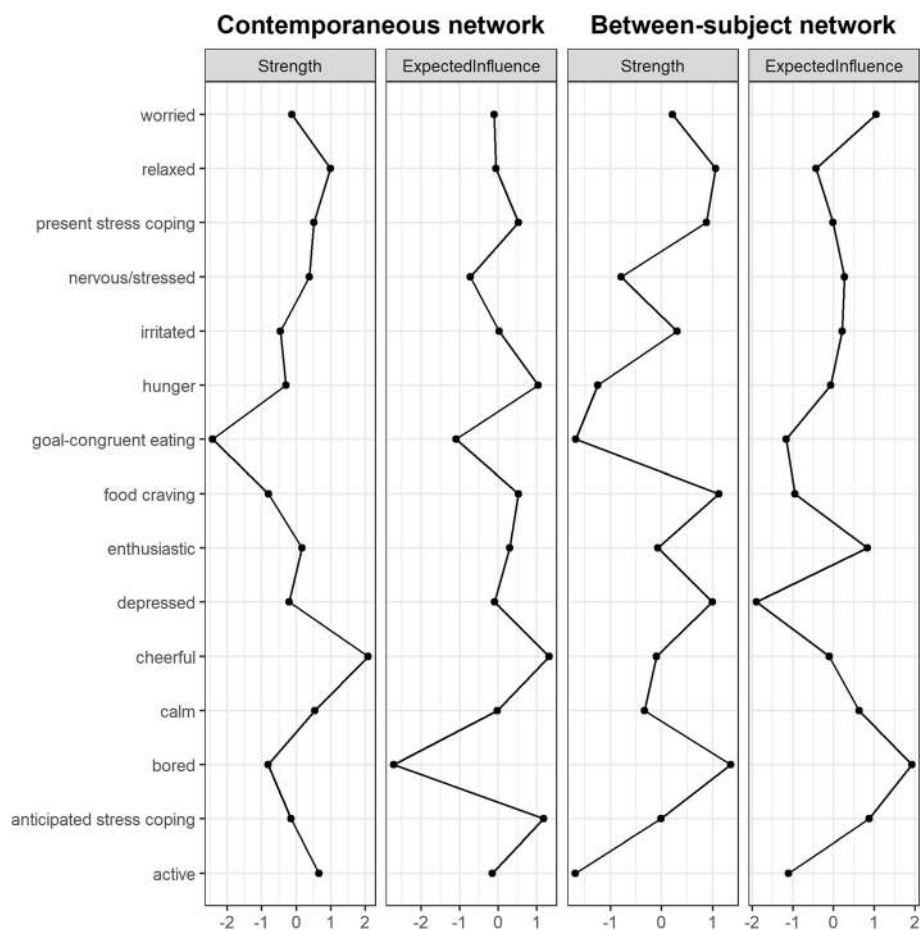 Contemporaneous network Between-subject network
Strength ExpectedInfluence Strength ExpectedInfluence
worried
relaxed
present stress coping
nervous/stressed
irritated
hunger
goal-congruent eating
food craving
enthusiastic
depressed
cheerful
calm
bored
anticipated stress coping
active
-2 -1 0 1 2 -2 -1 0 1 -1 0 1 -2 -1 0 1 2